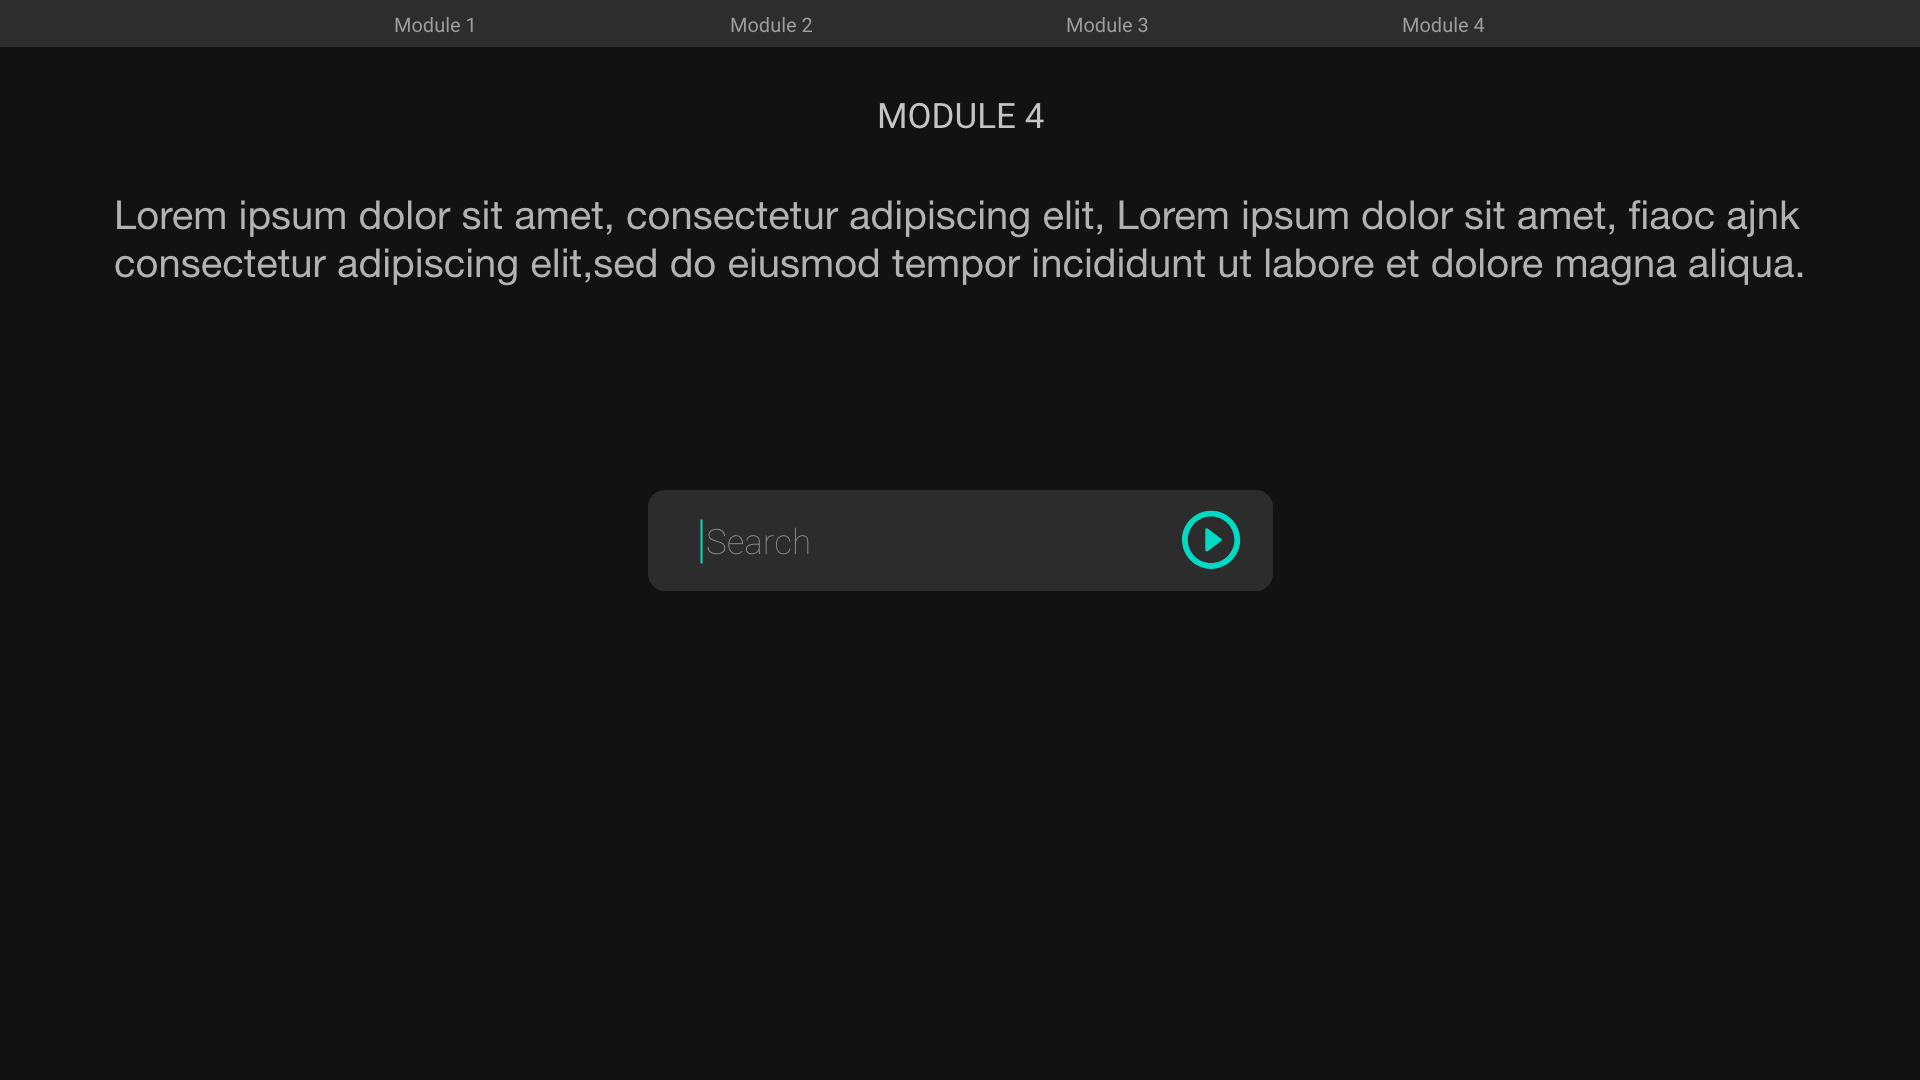 Module 1 Module 2 Module 3 Module 4
MODULE 4
Lorem ipsum dolor sit amet, consectetur adipiscing elit, Lorem ipsum dolor sit amet, fiaoc ajnk
consectetur adipiscing elit,sed do eiusmod tempor incididunt ut labore et dolore magna aliqua.
Search